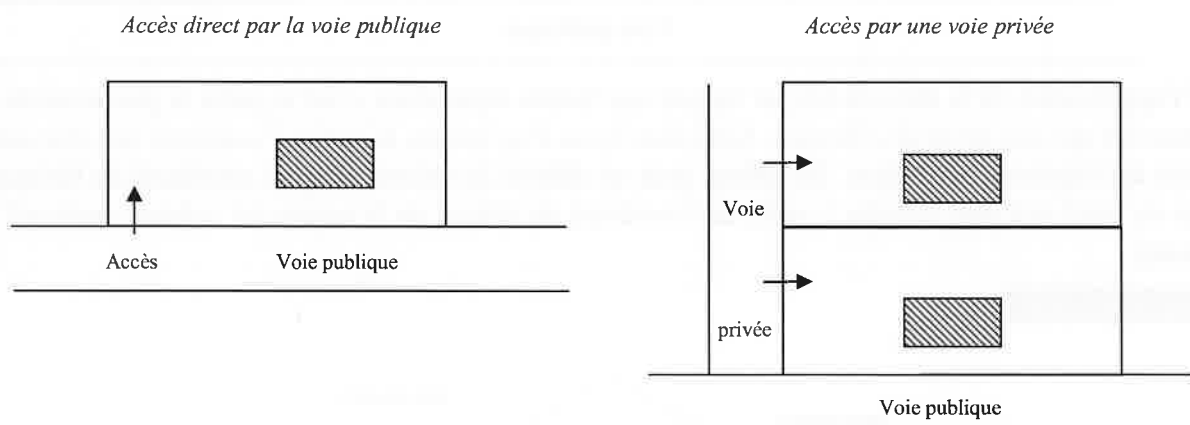 Accès direct par la voie publique
Accès par une voie privée
Accès
Voie publique
Voie
privée
Voie publique